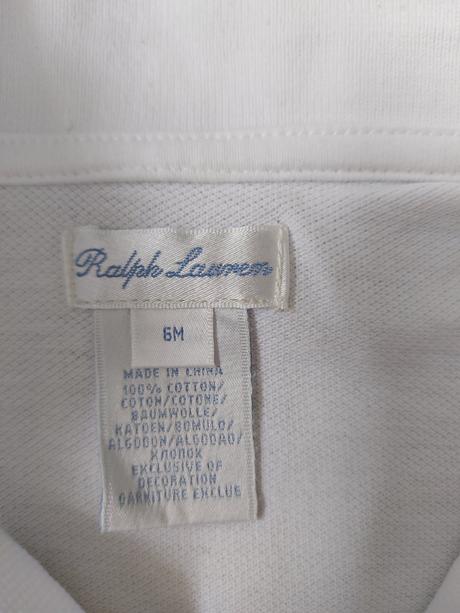 Ralph Lauren
6M
MADE IN CHINA
100% COTTON/
COTON/COTONE/
BAUMWOLLE/
KATOEN/BOMULD/
ALGODON/ALGODAO/
ХЛОПОК
EXCLUSIVE OF
DECORATION
GARNITURE EXCLUE